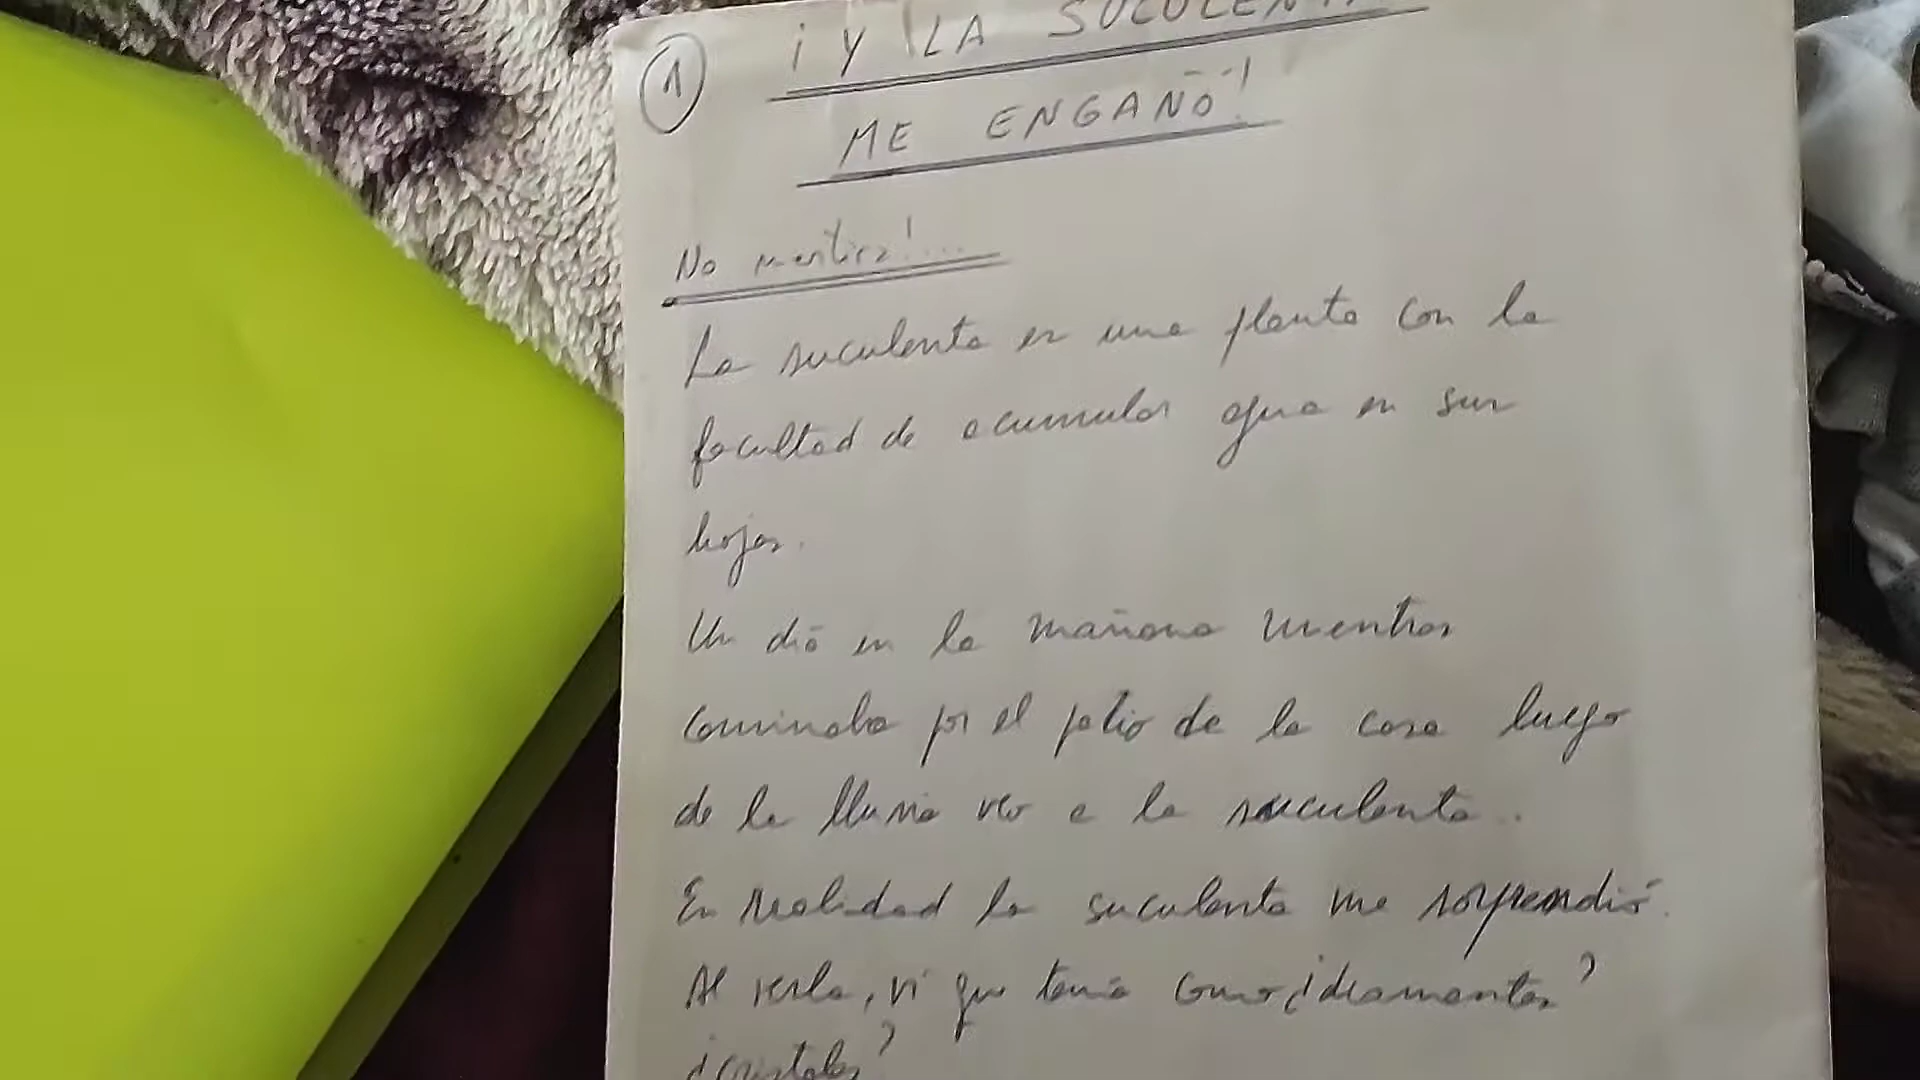 1
¡Y LA SUCULENTA
ME ENGAÑÓ!
No mentira!...
La suculenta es una planta con la
facultad de acumular agua en sus
hojas.
Un día en la mañana mientras
caminaba por el patio de la casa luego
de la lluvia veo a la suculenta..
En realidad la suculenta me sorprendió.
Al verla, vi que tenía como ¿diamantes?
¿cristales?